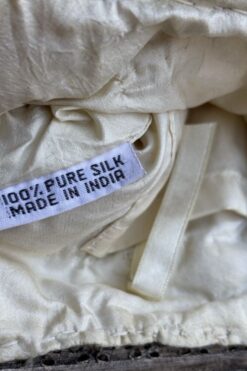 100% PURE SILK
MADE IN INDIA